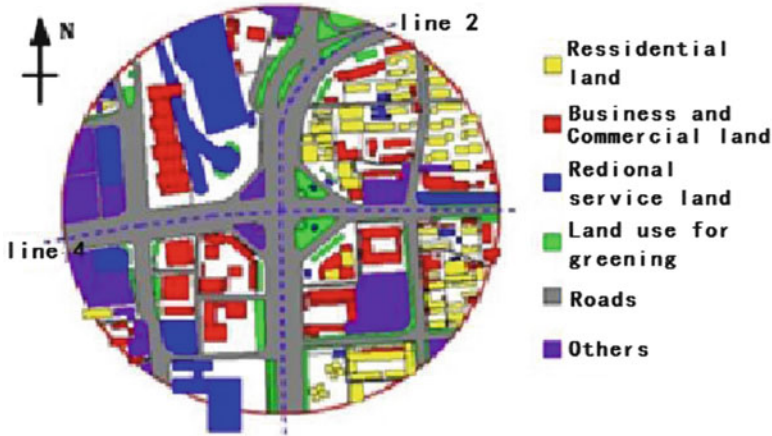 N
line 2
line 4
Ressidential
land
Business and
Commercial land
Redional
service land
Land use for
greening
Roads
Others